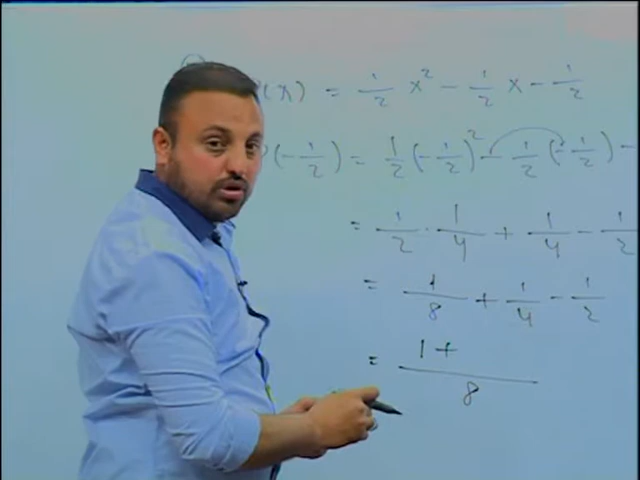 (x) = 1/2 x² - 1/2 x - 1/2
(-1/2) = 1/2 (-1/2)² - 1/2 (-1/2) -
= 1/2 · 1/4 + 1/4 - 1/2
= 1/8 + 1/4 - 1/2
= 1 + / 8